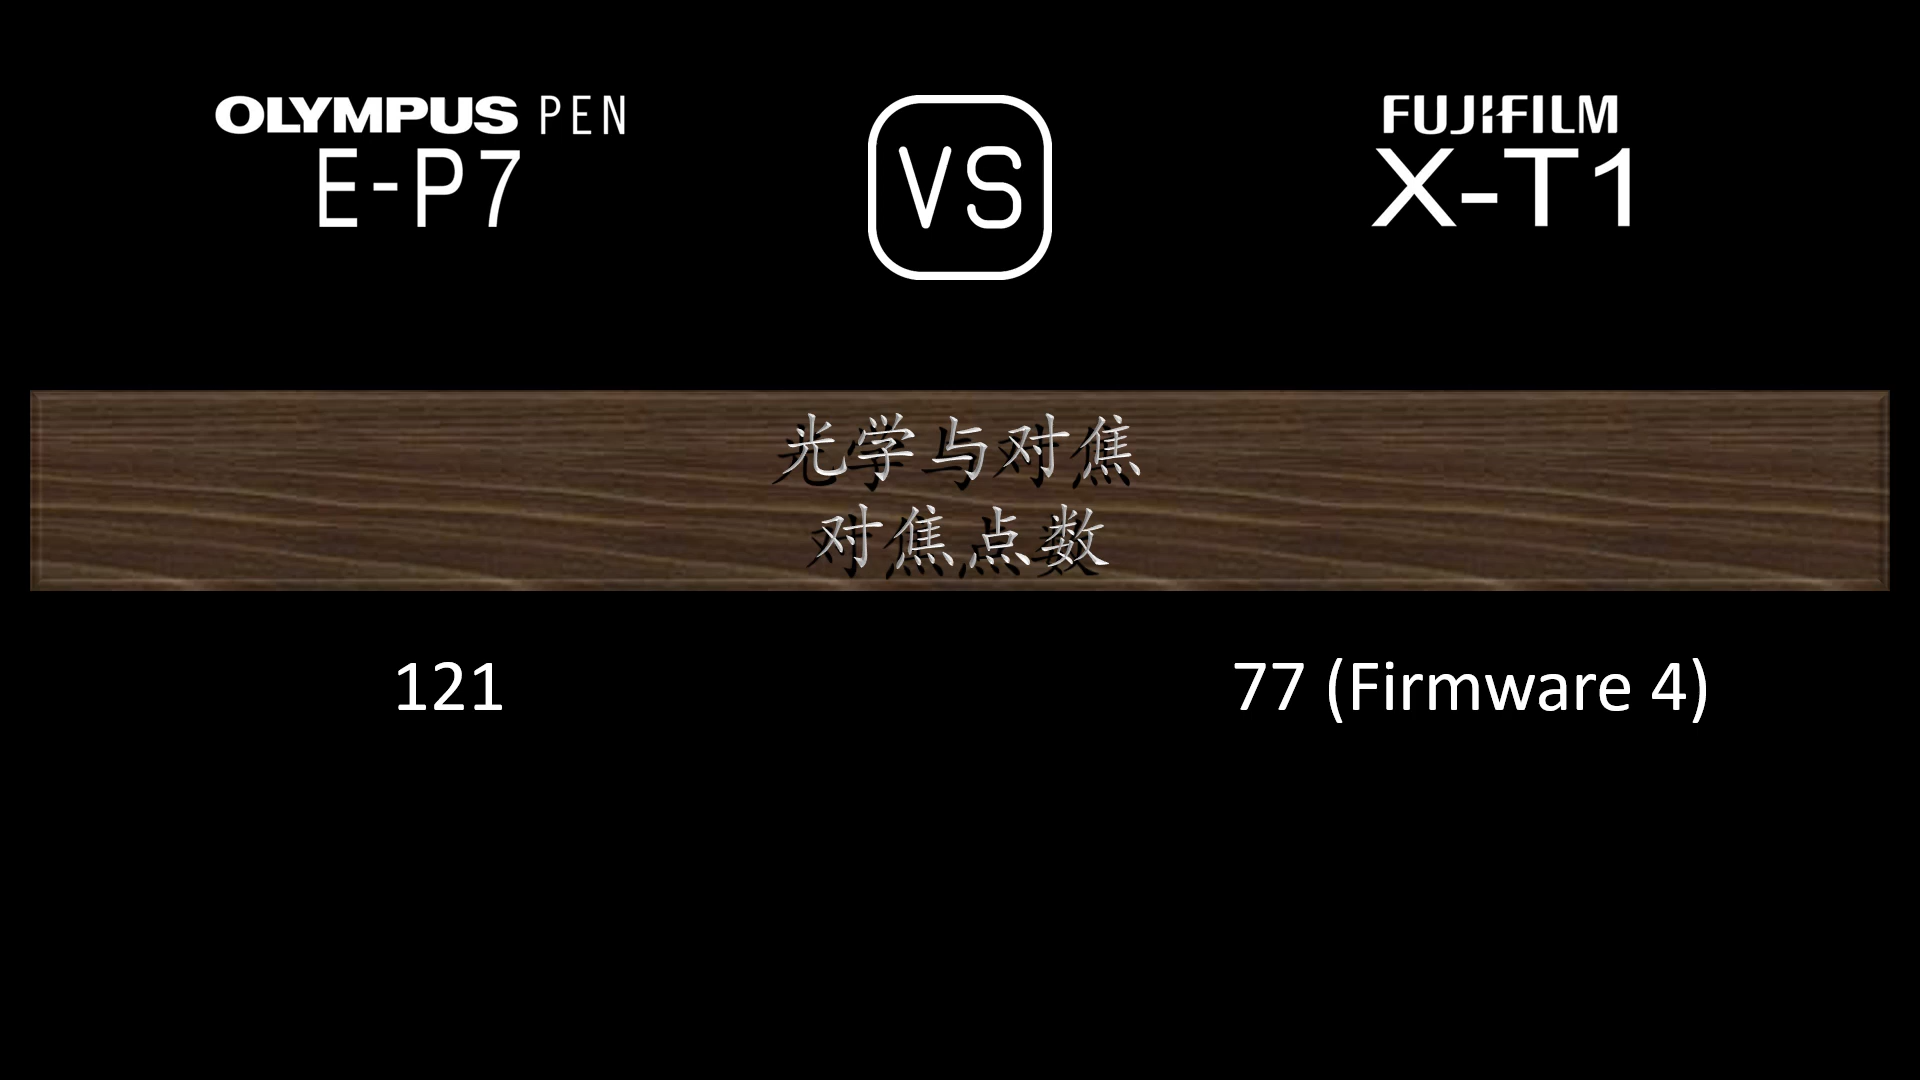 OLYMPUS PEN
E-P7
VS
FUJIFILM
X-T1
光学与对焦
对焦点数
121
77 (Firmware 4)